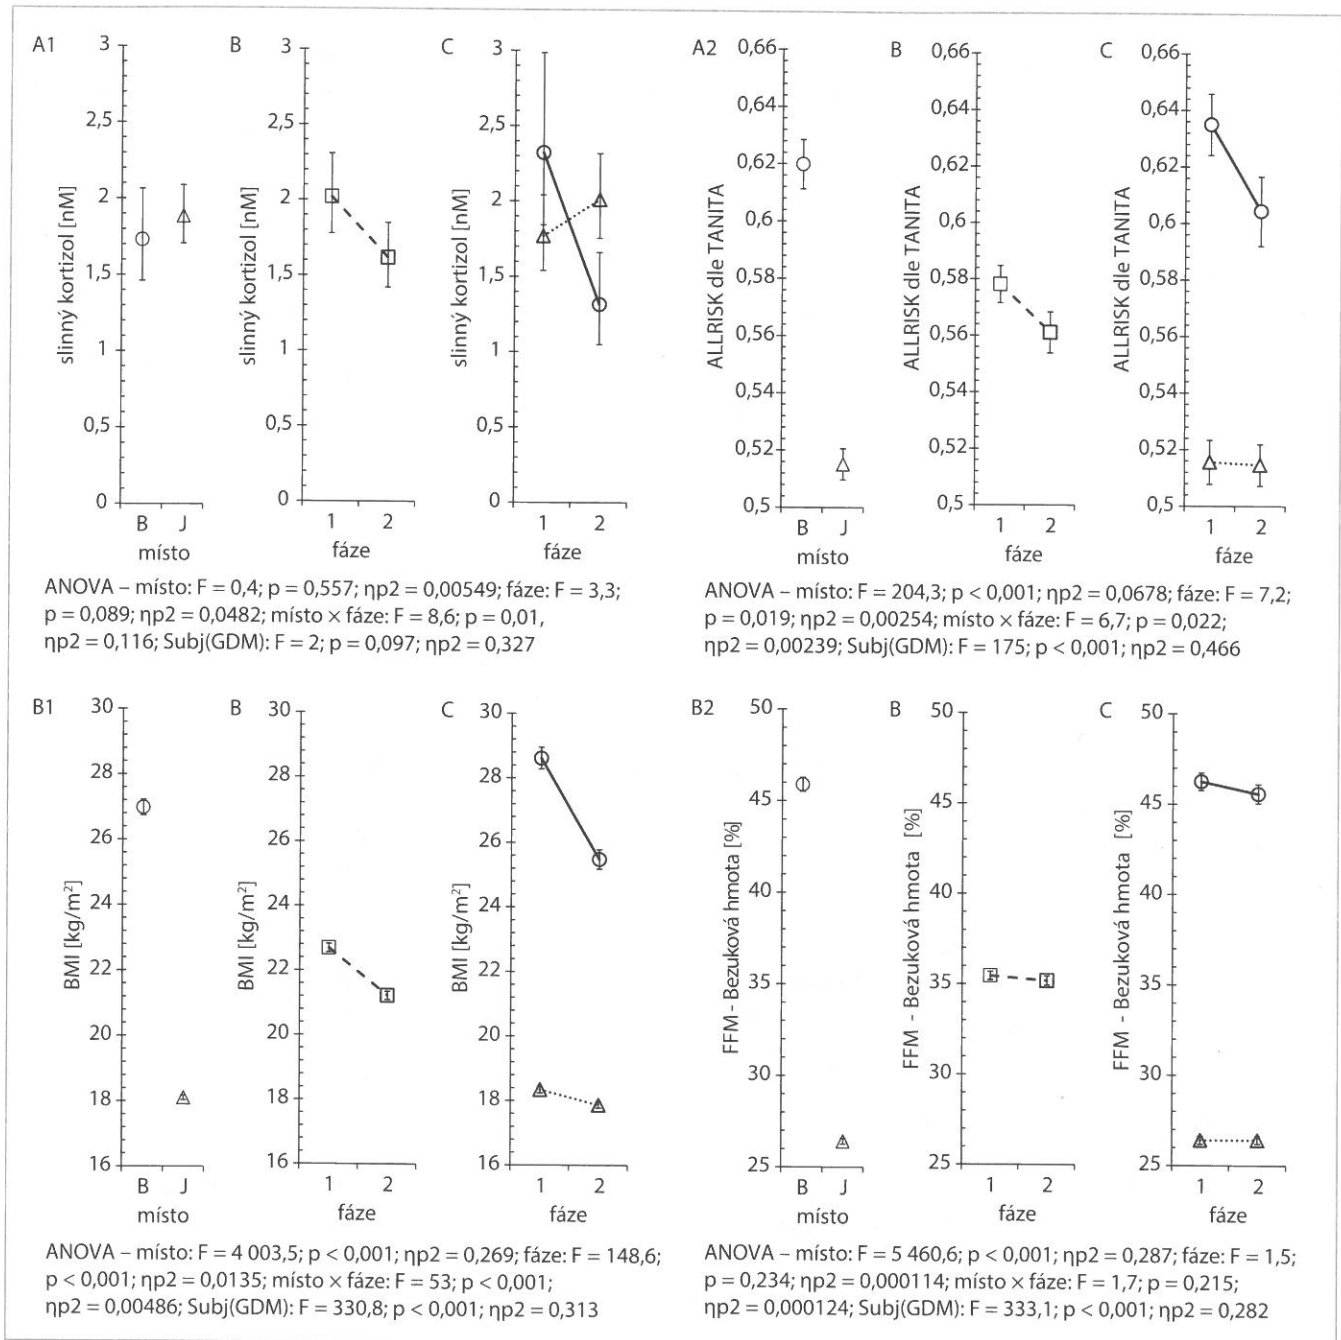 A1
slinný kortizol [nM]
3
2,5
2
1,5
1
0,5
0
B J
místo
B
slinný kortizol [nM]
3
2,5
2
1,5
1
0,5
0
1 2
fáze
C
slinný kortizol [nM]
3
2,5
2
1,5
1
0,5
0
1 2
fáze
ANOVA – místo: F = 0,4; p = 0,557; ηp2 = 0,00549; fáze: F = 3,3;
p = 0,089; ηp2 = 0,0482; místo × fáze: F = 8,6; p = 0,01,
ηp2 = 0,116; Subj(GDM): F = 2; p = 0,097; ηp2 = 0,327
A2
ALLRISK dle TANITA
0,66
0,64
0,62
0,6
0,58
0,56
0,54
0,52
0,5
B J
místo
B
ALLRISK dle TANITA
0,66
0,64
0,62
0,6
0,58
0,56
0,54
0,52
0,5
1 2
fáze
C
ALLRISK dle TANITA
0,66
0,64
0,62
0,6
0,58
0,56
0,54
0,52
0,5
1 2
fáze
ANOVA – místo: F = 204,3; p < 0,001; ηp2 = 0,0678; fáze: F = 7,2;
p = 0,019; ηp2 = 0,00254; místo × fáze: F = 6,7; p = 0,022;
ηp2 = 0,00239; Subj(GDM): F = 175; p < 0,001; ηp2 = 0,466
B1
BMI [kg/m²]
30
28
26
24
22
20
18
16
B J
místo
B
BMI [kg/m²]
30
28
26
24
22
20
18
16
1 2
fáze
C
BMI [kg/m²]
30
28
26
24
22
20
18
16
1 2
fáze
ANOVA – místo: F = 4 003,5; p < 0,001; ηp2 = 0,269; fáze: F = 148,6;
p < 0,001; ηp2 = 0,0135; místo × fáze: F = 53; p < 0,001;
ηp2 = 0,00486; Subj(GDM): F = 330,8; p < 0,001; ηp2 = 0,313
B2
FFM - Bezuková hmota [%]
50
45
40
35
30
25
B J
místo
B
FFM - Bezuková hmota [%]
50
45
40
35
30
25
1 2
fáze
C
FFM - Bezuková hmota [%]
50
45
40
35
30
25
1 2
fáze
ANOVA – místo: F = 5 460,6; p < 0,001; ηp2 = 0,287; fáze: F = 1,5;
p = 0,234; ηp2 = 0,000114; místo × fáze: F = 1,7; p = 0,215;
ηp2 = 0,000124; Subj(GDM): F = 333,1; p < 0,001; ηp2 = 0,282